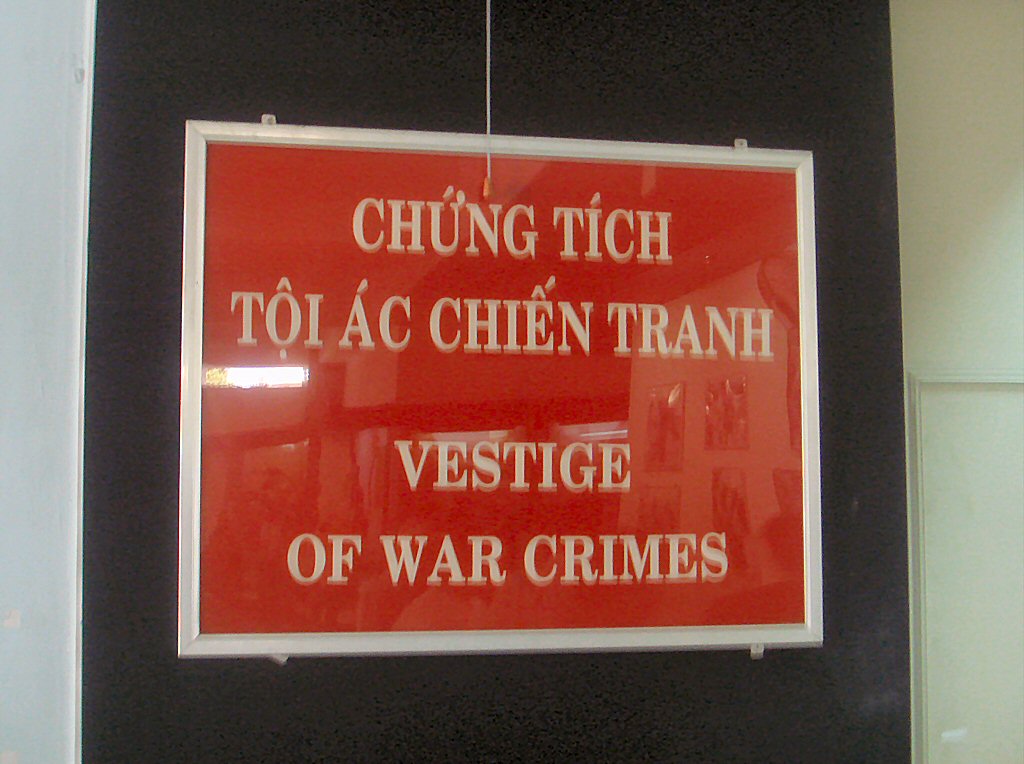 CHỨNG TÍCH
TỘI ÁC CHIẾN TRANH
VESTIGE
OF WAR CRIMES